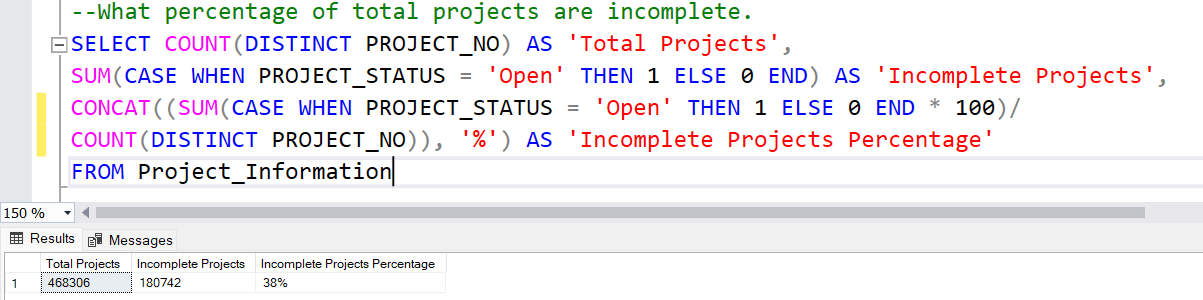 --What percentage of total projects are incomplete.
SELECT COUNT(DISTINCT PROJECT_NO) AS 'Total Projects',
SUM(CASE WHEN PROJECT_STATUS = 'Open' THEN 1 ELSE 0 END) AS 'Incomplete Projects',
CONCAT((SUM(CASE WHEN PROJECT_STATUS = 'Open' THEN 1 ELSE 0 END * 100)/
COUNT(DISTINCT PROJECT_NO)), '%') AS 'Incomplete Projects Percentage'
FROM Project_Information
150 %
Results Messages
Total Projects Incomplete Projects Incomplete Projects Percentage
1 468306 180742 38%